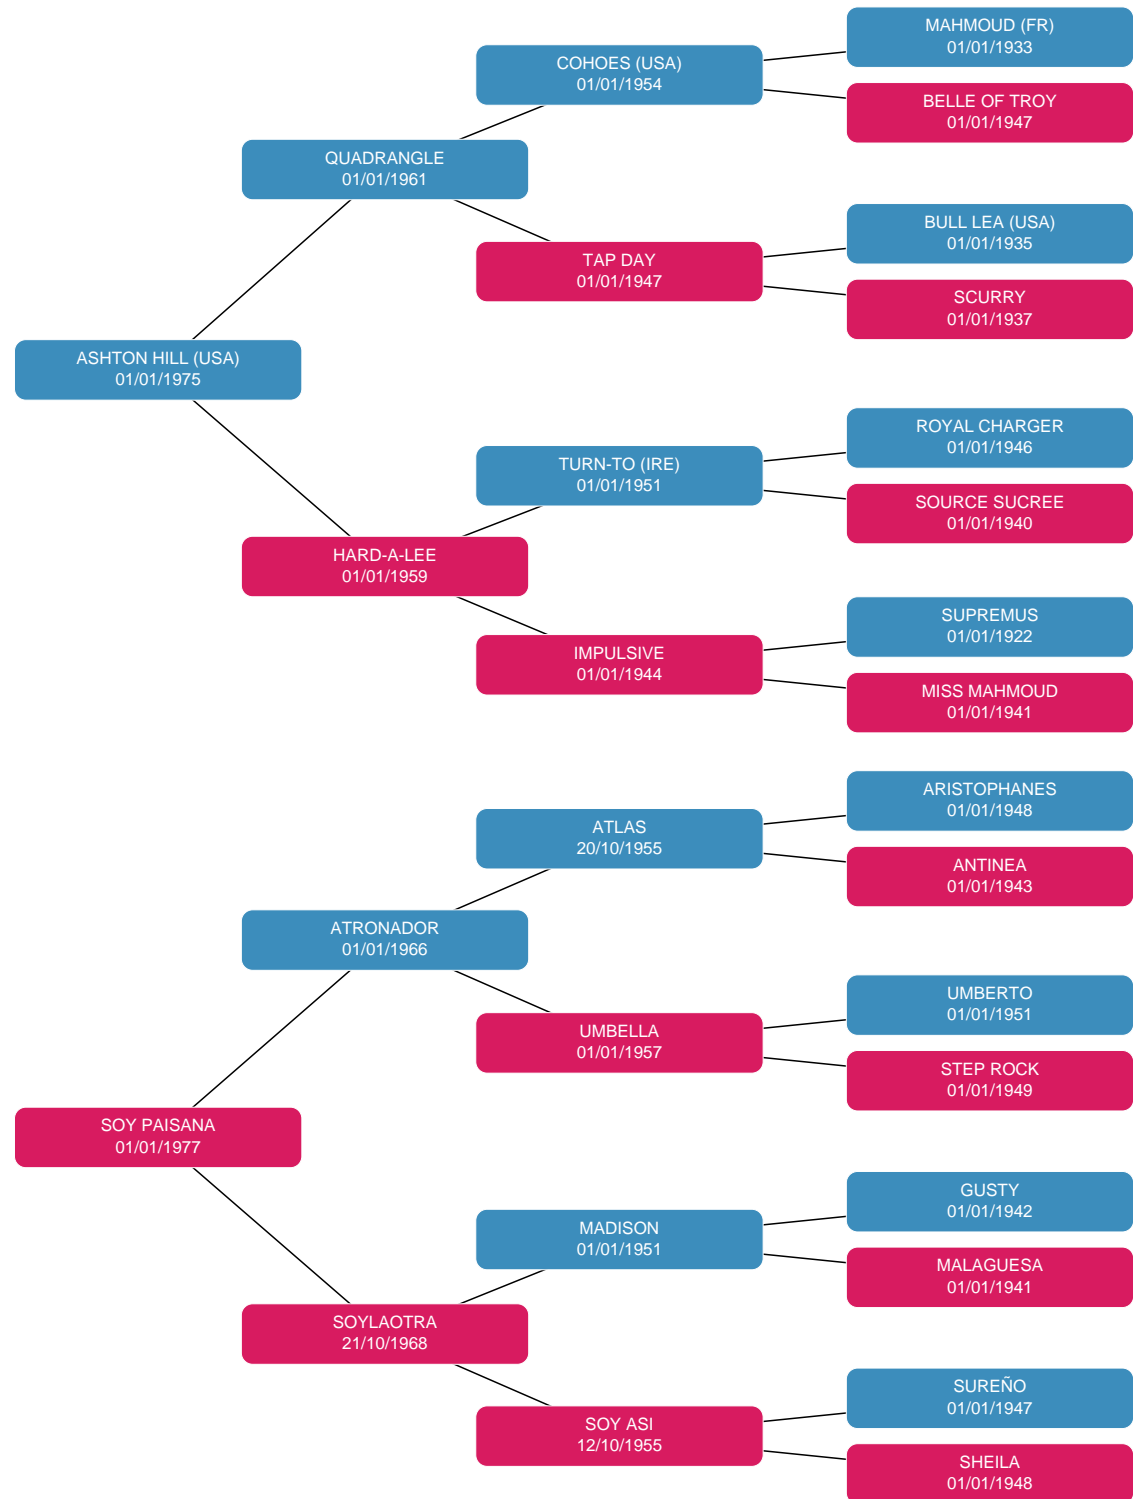 MAHMOUD (FR)
01/01/1933
COHOES (USA)
01/01/1954
BELLE OF TROY
01/01/1947
QUADRANGLE
01/01/1961
BULL LEA (USA)
01/01/1935
TAP DAY
01/01/1947
SCURRY
01/01/1937
ASHTON HILL (USA)
01/01/1975
ROYAL CHARGER
01/01/1946
TURN-TO (IRE)
01/01/1951
SOURCE SUCREE
01/01/1940
HARD-A-LEE
01/01/1959
SUPREMUS
01/01/1922
IMPULSIVE
01/01/1944
MISS MAHMOUD
01/01/1941
ARISTOPHANES
01/01/1948
ATLAS
20/10/1955
ANTINEA
01/01/1943
ATRONADOR
01/01/1966
UMBERTO
01/01/1951
UMBELLA
01/01/1957
STEP ROCK
01/01/1949
SOY PAISANA
01/01/1977
GUSTY
01/01/1942
MADISON
01/01/1951
MALAGUESA
01/01/1941
SOYLAOTRA
21/10/1968
SUREÑO
01/01/1947
SOY ASI
12/10/1955
SHEILA
01/01/1948